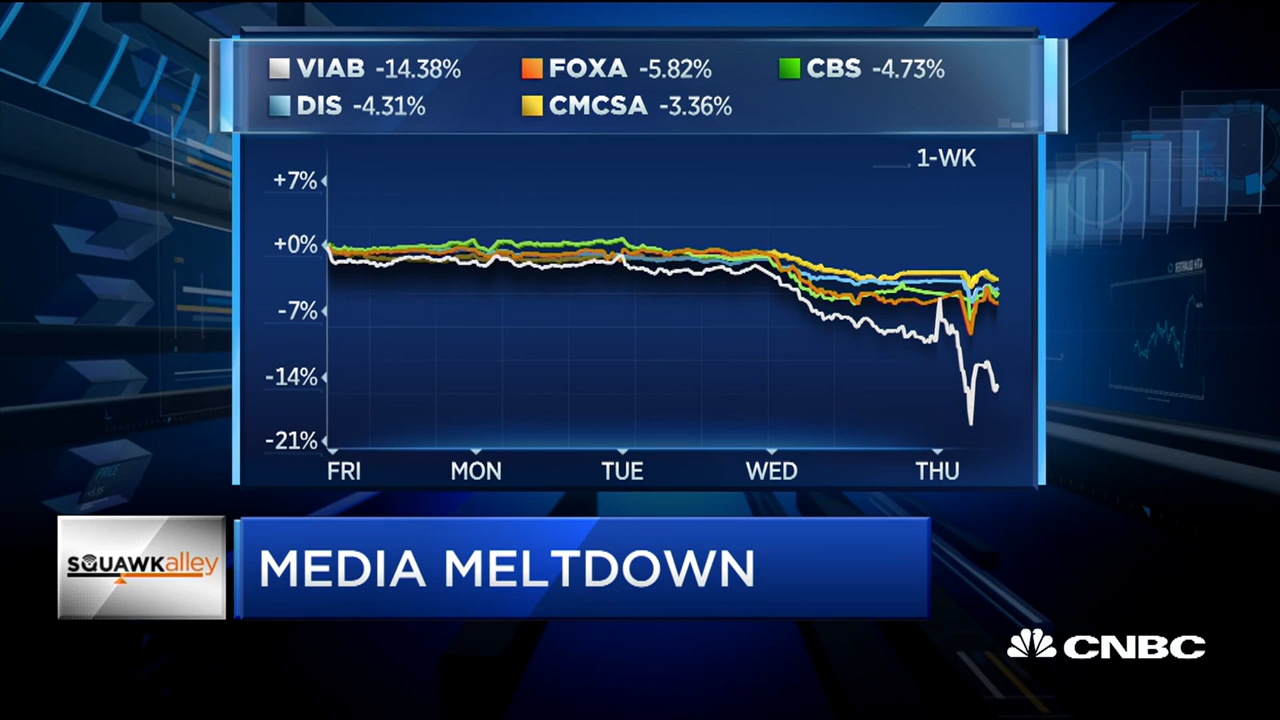 VIAB -14.38% FOXA -5.82% CBS -4.73%
DIS -4.31% CMCSA -3.36%
1-WK
+7%
+0%
-7%
-14%
-21%
FRI MON TUE WED THU
PRICE
SQUAWKalley
MEDIA MELTDOWN
CNBC